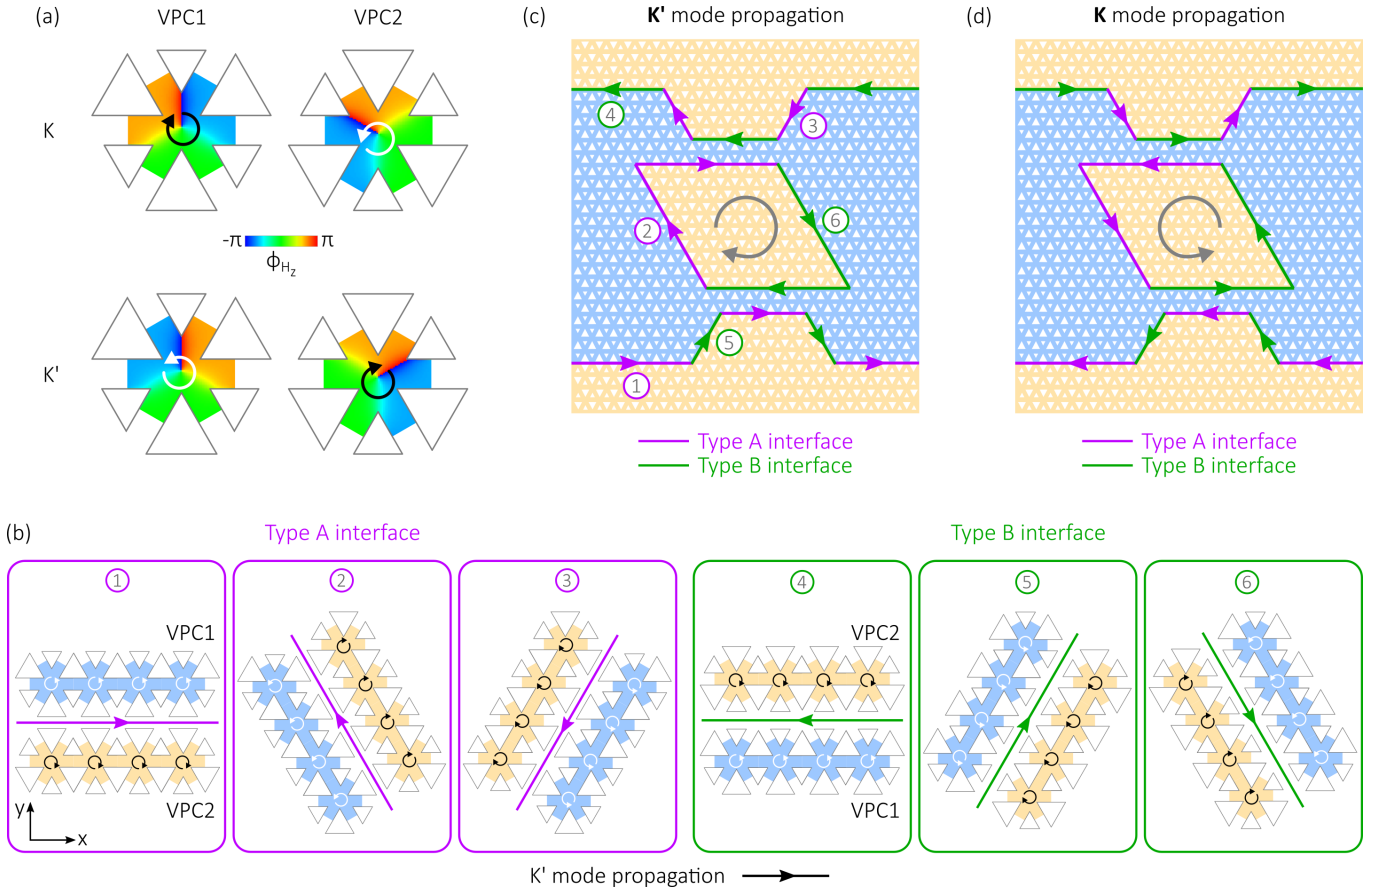 (a)
VPC1
VPC2
K
-π
π
ϕHz
K'
(c)
K' mode propagation
4
3
2
6
5
1
Type A interface
Type B interface
(d)
K mode propagation
Type A interface
Type B interface
(b)
Type A interface
Type B interface
1
VPC1
VPC2
y
x
2
3
4
VPC2
VPC1
5
6
K' mode propagation